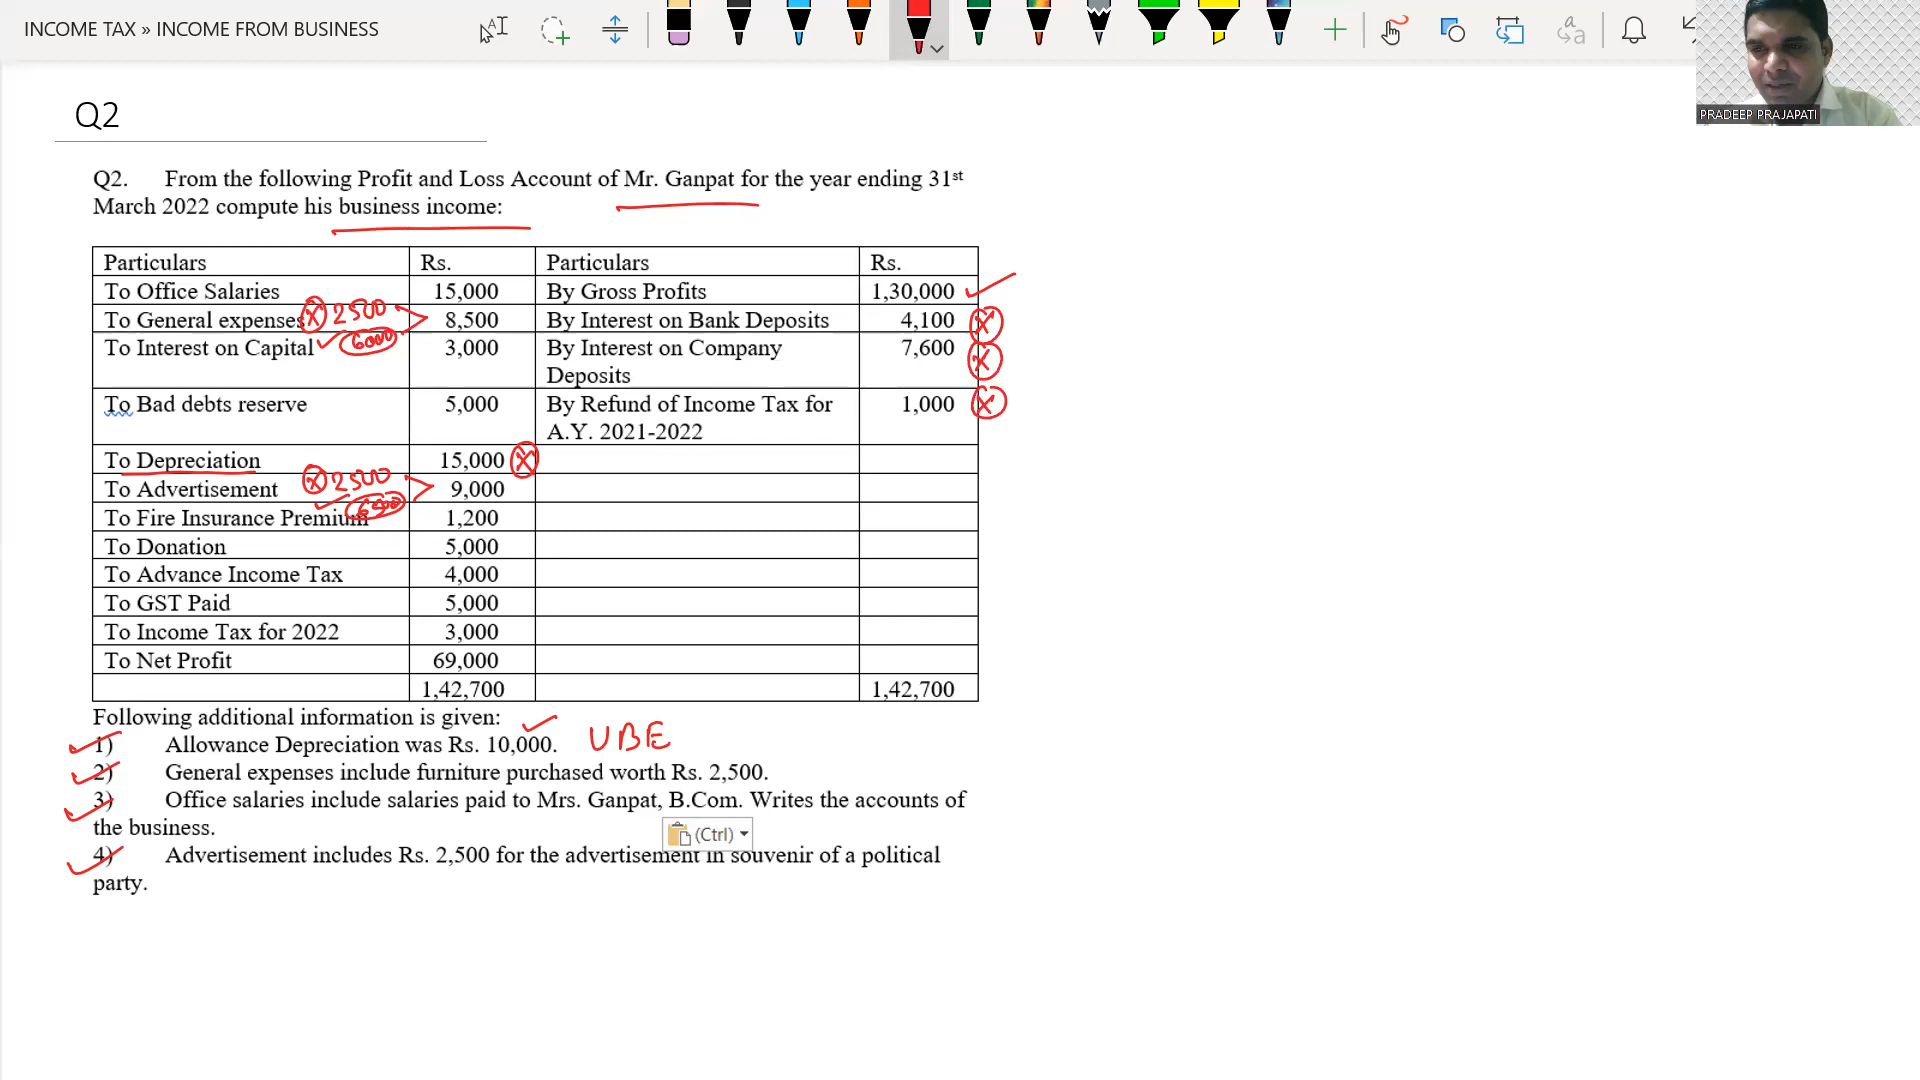 INCOME TAX » INCOME FROM BUSINESS
PRADEEP PRAJAPATI
Q2
Q2. From the following Profit and Loss Account of Mr. Ganpat for the year ending 31st
March 2022 compute his business income:
Particulars Rs. Particulars Rs.
To Office Salaries 15,000 By Gross Profits 1,30,000
To General expenses X 2500 8,500 By Interest on Bank Deposits 4,100 X
To Interest on Capital 6000 3,000 By Interest on Company 7,600 X
Deposits
To Bad debts reserve 5,000 By Refund of Income Tax for 1,000 X
A.Y. 2021-2022
To Depreciation 15,000 X
To Advertisement X 2500 9,000
6500
To Fire Insurance Premium 1,200
To Donation 5,000
To Advance Income Tax 4,000
To GST Paid 5,000
To Income Tax for 2022 3,000
To Net Profit 69,000
1,42,700 1,42,700
Following additional information is given:
1) Allowance Depreciation was Rs. 10,000. UBE
2) General expenses include furniture purchased worth Rs. 2,500.
3) Office salaries include salaries paid to Mrs. Ganpat, B.Com. Writes the accounts of
the business.
(Ctrl)
4) Advertisement includes Rs. 2,500 for the advertisement in souvenir of a political
party.